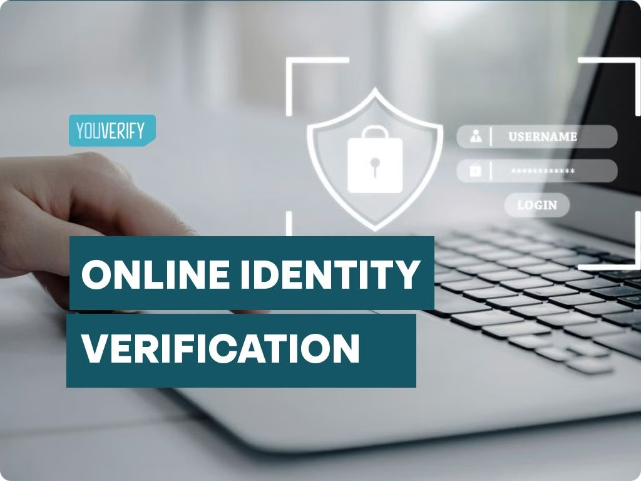 YOUVERIFY
USERNAME
************
LOGIN
ONLINE IDENTITY
VERIFICATION